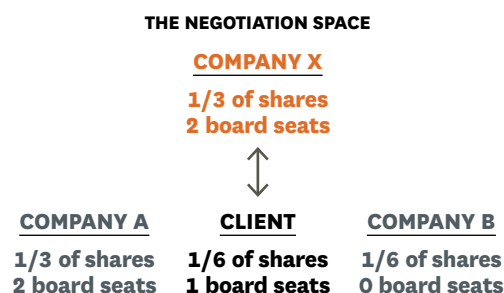 THE NEGOTIATION SPACE
COMPANY X
1/3 of shares
2 board seats
COMPANY A
1/3 of shares
2 board seats
CLIENT
1/6 of shares
1 board seats
COMPANY B
1/6 of shares
0 board seats